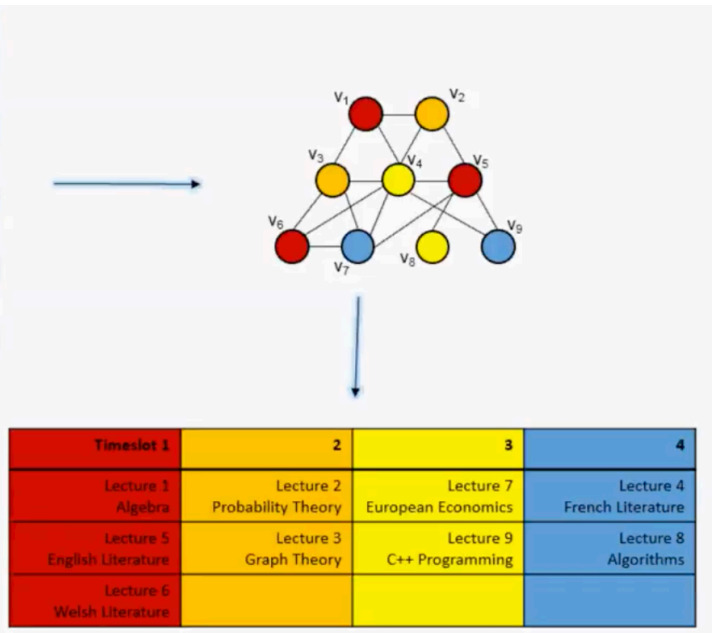 V1
V2
V3
V4
V5
V6
V7
V8
V9
Timeslot 1 2 3 4
Lecture 1 Lecture 2 Lecture 7 Lecture 4
Algebra Probability Theory European Economics French Literature
Lecture 5 Lecture 3 Lecture 9 Lecture 8
English Literature Graph Theory C++ Programming Algorithms
Lecture 6
Welsh Literature